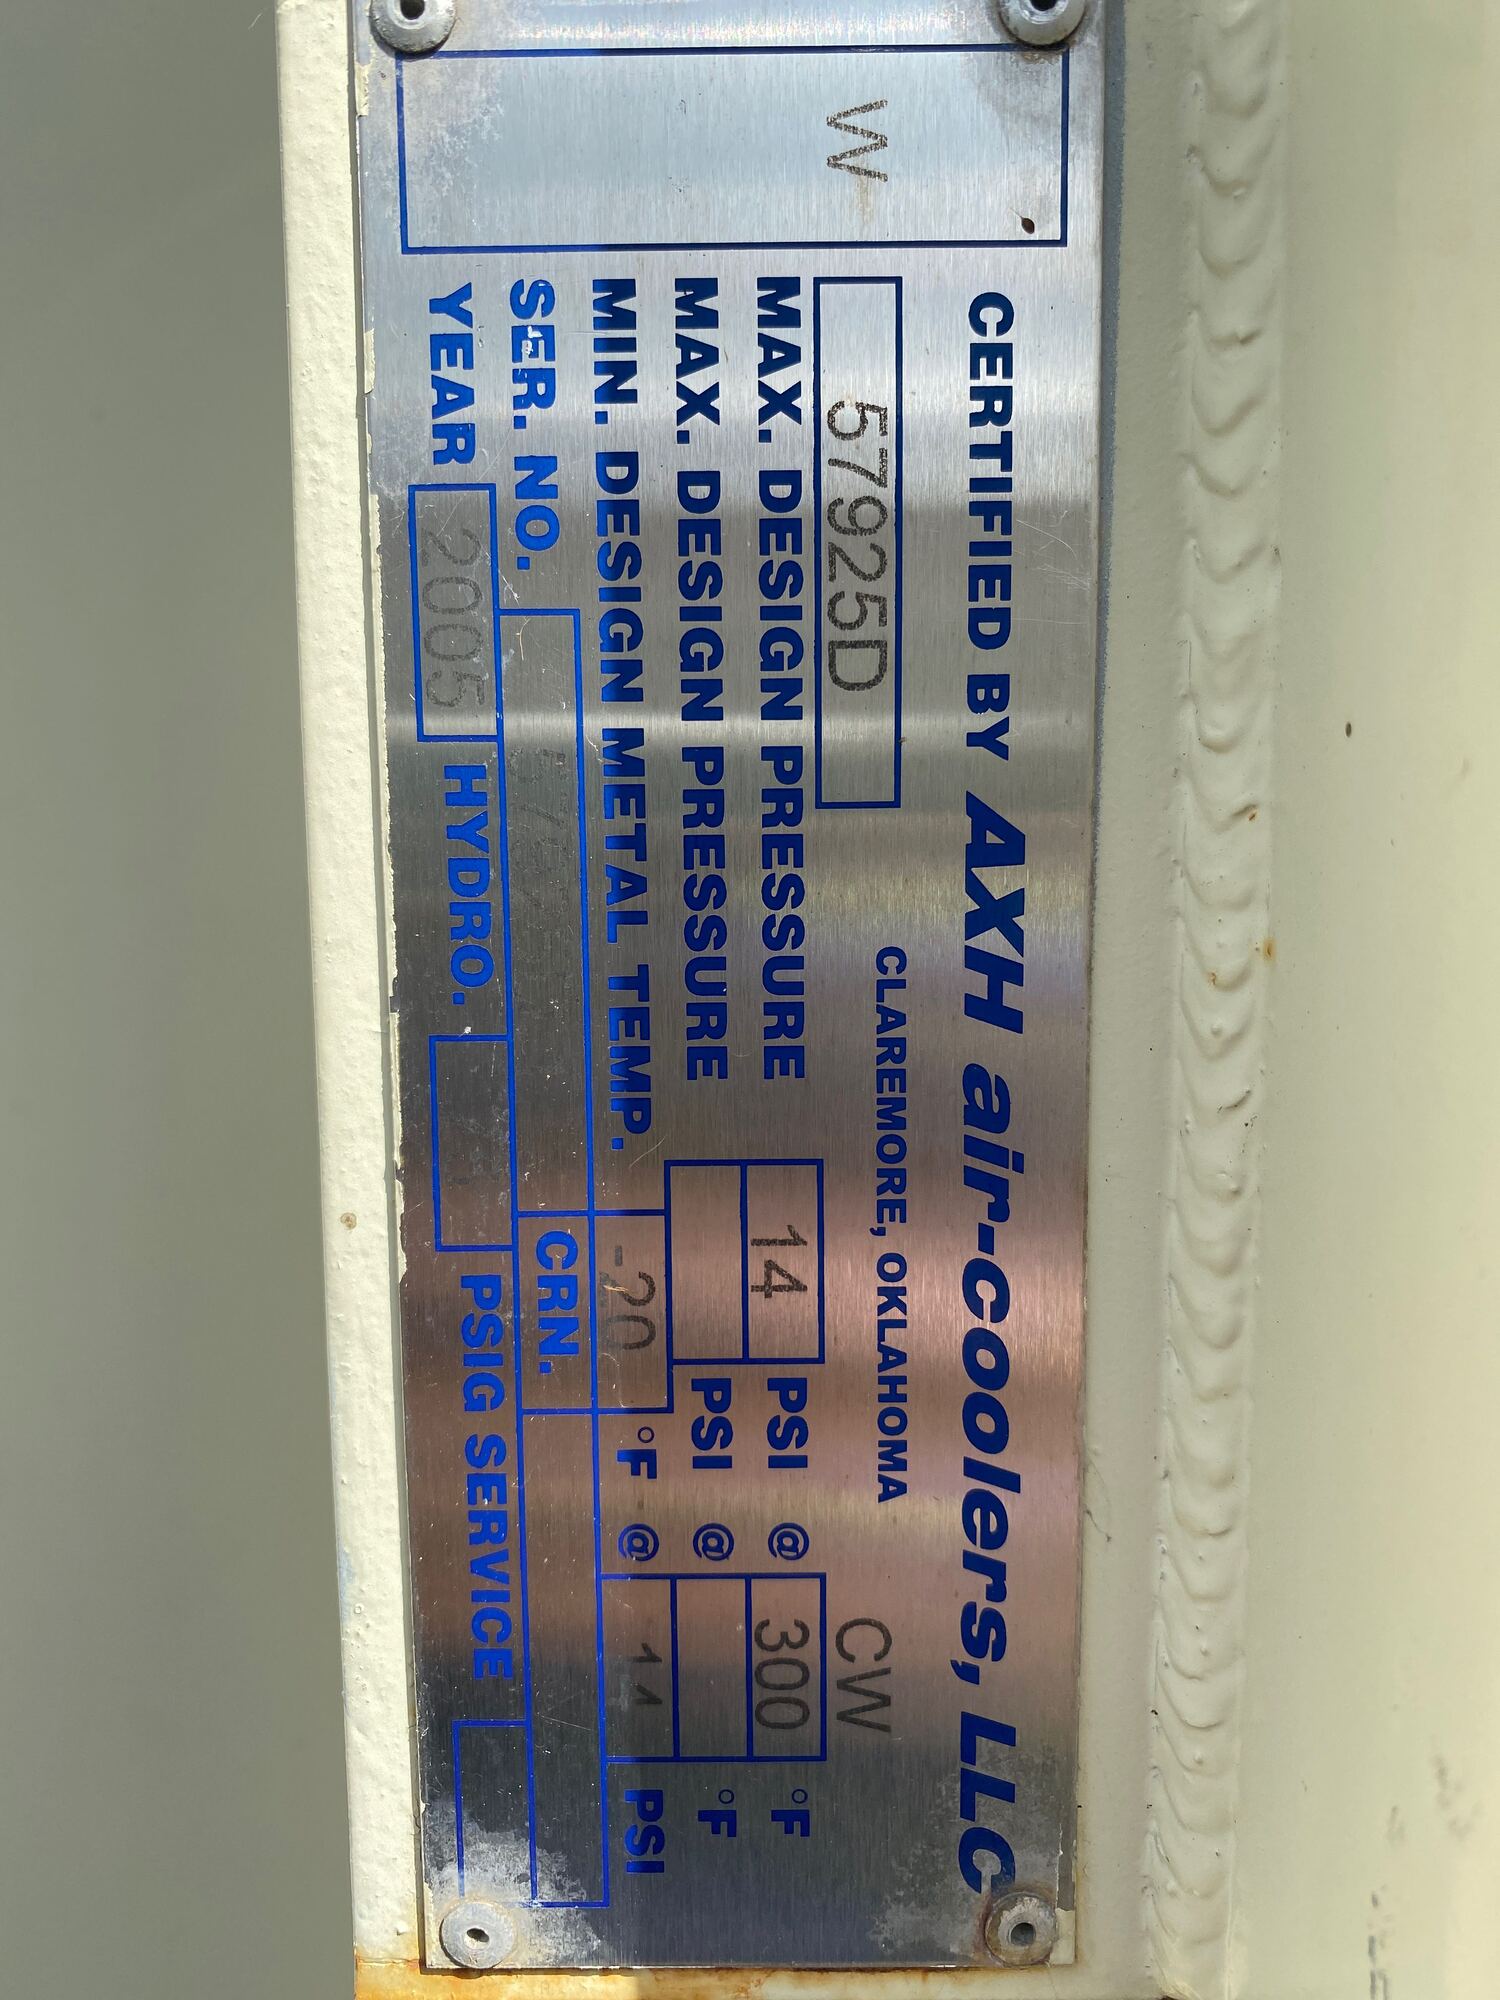 W
CERTIFIED BY AXH air-coolers, LLC
CLAREMORE, OKLAHOMA
57925D CW
MAX. DESIGN PRESSURE 14 PSI @ 300 °F
MAX. DESIGN PRESSURE PSI @ °F
MIN. DESIGN METAL TEMP. -20 °F @ PSI
SER. NO. CRN.
YEAR 2005 HYDRO. PSIG SERVICE